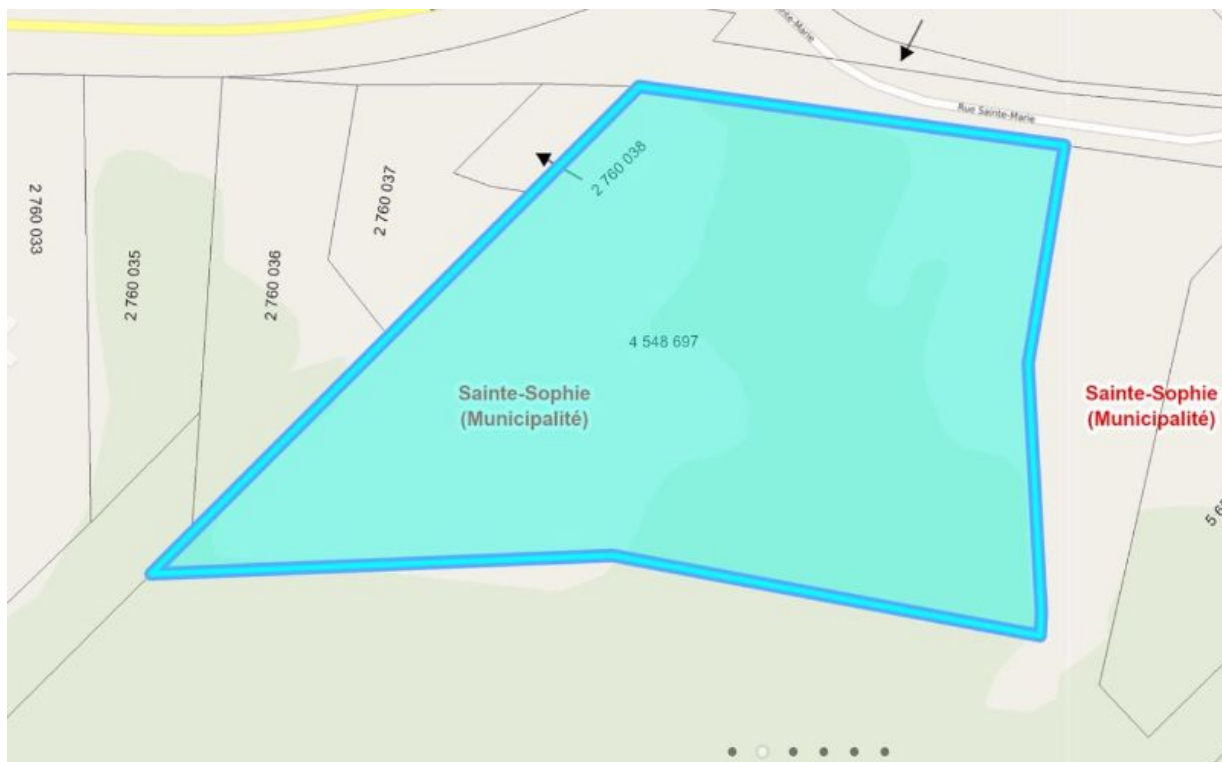 Rue Sainte-Marie
2 760 033
2 760 035
2 760 036
2 760 037
2 760 038
4 548 697
Sainte-Sophie
(Municipalité)
Sainte-Sophie
(Municipalité)